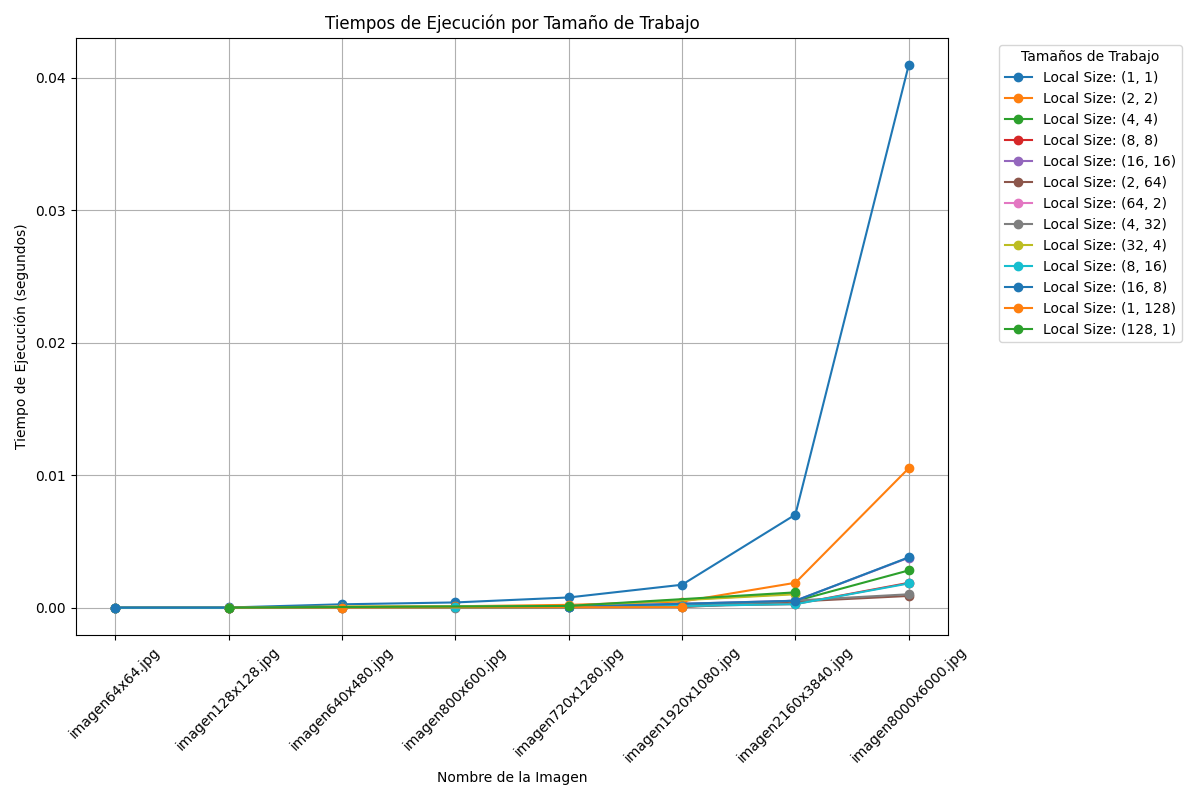 Tiempos de Ejecución por Tamaño de Trabajo
Tiempo de Ejecución (segundos)
0.04
0.03
0.02
0.01
0.00
imagen64x64.jpg
imagen128x128.jpg
imagen640x480.jpg
imagen800x600.jpg
imagen720x1280.jpg
imagen1920x1080.jpg
imagen2160x3840.jpg
imagen8000x6000.jpg
Nombre de la Imagen
Tamaños de Trabajo
Local Size: (1, 1)
Local Size: (2, 2)
Local Size: (4, 4)
Local Size: (8, 8)
Local Size: (16, 16)
Local Size: (2, 64)
Local Size: (64, 2)
Local Size: (4, 32)
Local Size: (32, 4)
Local Size: (8, 16)
Local Size: (16, 8)
Local Size: (1, 128)
Local Size: (128, 1)